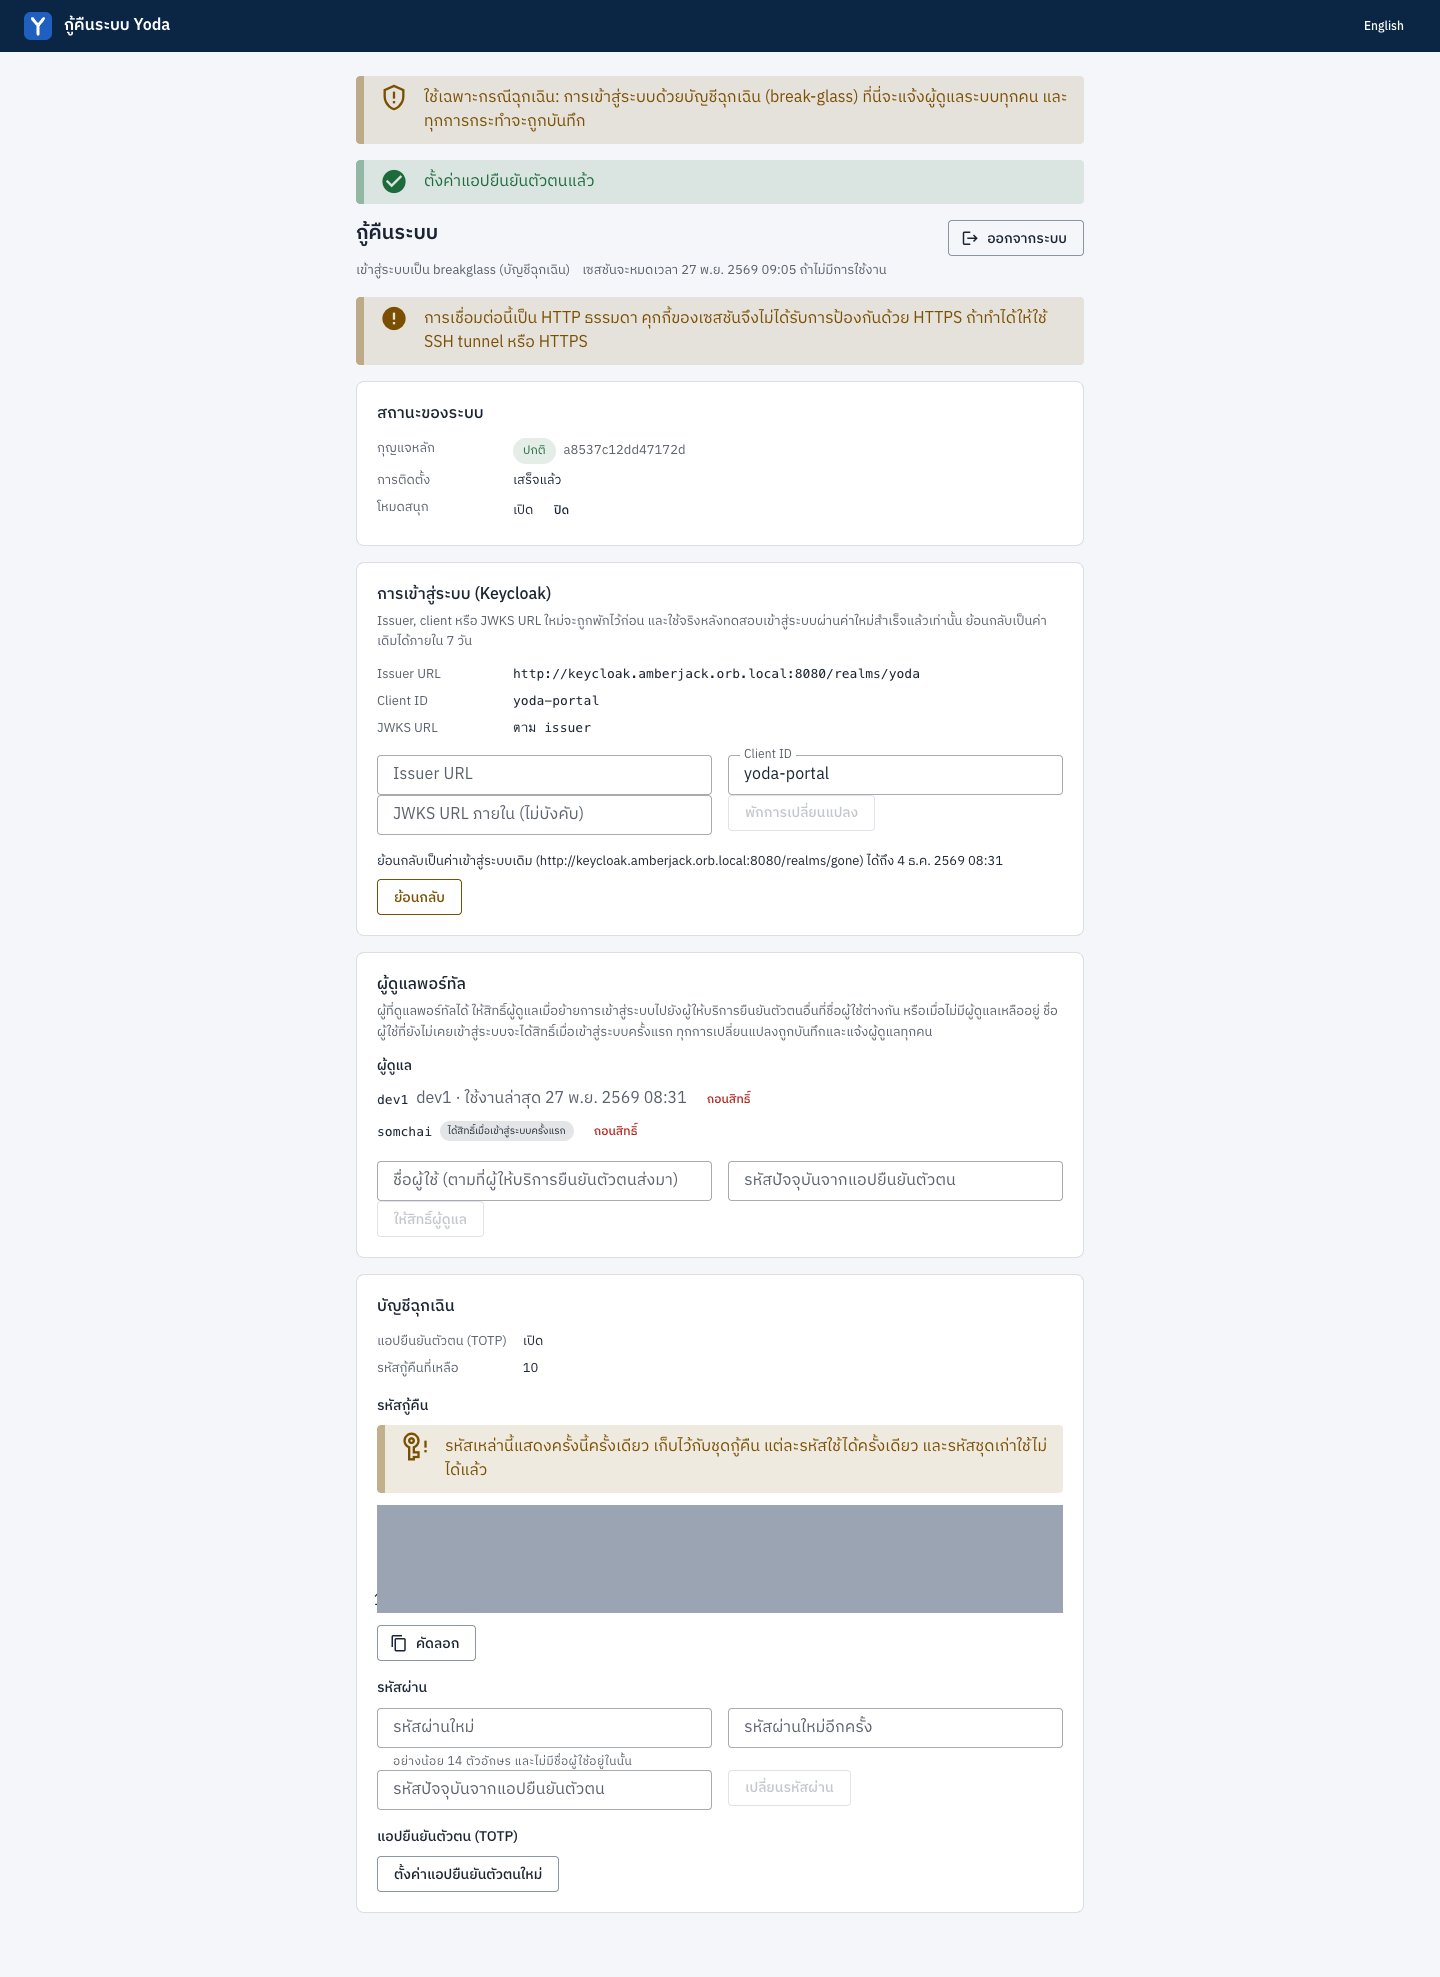 Y กู้คืนระบบ Yoda
English
ใช้เฉพาะกรณีฉุกเฉิน: การเข้าสู่ระบบด้วยบัญชีฉุกเฉิน (break-glass) ที่นี่จะแจ้งผู้ดูแลระบบทุกคน และ
ทุกการกระทำจะถูกบันทึก
ตั้งค่าแอปยืนยันตัวตนแล้ว
กู้คืนระบบ
ออกจากระบบ
เข้าสู่ระบบเป็น breakglass (บัญชีฉุกเฉิน) เซสชันจะหมดเวลา 27 พ.ย. 2569 09:05 ถ้าไม่มีการใช้งาน
การเชื่อมต่อนี้เป็น HTTP ธรรมดา คุกกี้ของเซสชันจึงไม่ได้รับการป้องกันด้วย HTTPS ถ้าทำได้ให้ใช้
SSH tunnel หรือ HTTPS
สถานะของระบบ
กุญแจหลัก ปกติ a8537c12dd47172d
การติดตั้ง เสร็จแล้ว
โหมดสนุก เปิด ปิด
การเข้าสู่ระบบ (Keycloak)
Issuer, client หรือ JWKS URL ใหม่จะถูกพักไว้ก่อน และใช้จริงหลังทดสอบเข้าสู่ระบบผ่านค่าใหม่สำเร็จแล้วเท่านั้น ย้อนกลับเป็นค่า
เดิมได้ภายใน 7 วัน
Issuer URL http://keycloak.amberjack.orb.local:8080/realms/yoda
Client ID yoda-portal
JWKS URL ตาม issuer
Client ID
Issuer URL yoda-portal
JWKS URL ภายใน (ไม่บังคับ) พักการเปลี่ยนแปลง
ย้อนกลับเป็นค่าเข้าสู่ระบบเดิม (http://keycloak.amberjack.orb.local:8080/realms/gone) ได้ถึง 4 ธ.ค. 2569 08:31
ย้อนกลับ
ผู้ดูแลพอร์ทัล
ผู้ที่ดูแลพอร์ทัลได้ ให้สิทธิ์ผู้ดูแลเมื่อย้ายการเข้าสู่ระบบไปยังผู้ให้บริการยืนยันตัวตนอื่นที่ชื่อผู้ใช้ต่างกัน หรือเมื่อไม่มีผู้ดูแลเหลืออยู่ ชื่อ
ผู้ใช้ที่ยังไม่เคยเข้าสู่ระบบจะได้สิทธิ์เมื่อเข้าสู่ระบบครั้งแรก ทุกการเปลี่ยนแปลงถูกบันทึกและแจ้งผู้ดูแลทุกคน
ผู้ดูแล
dev1 dev1 · ใช้งานล่าสุด 27 พ.ย. 2569 08:31 ถอนสิทธิ์
somchai ได้สิทธิ์เมื่อเข้าสู่ระบบครั้งแรก ถอนสิทธิ์
ชื่อผู้ใช้ (ตามที่ผู้ให้บริการยืนยันตัวตนส่งมา) รหัสปัจจุบันจากแอปยืนยันตัวตน
ให้สิทธิ์ผู้ดูแล
บัญชีฉุกเฉิน
แอปยืนยันตัวตน (TOTP) เปิด
รหัสกู้คืนที่เหลือ 10
รหัสกู้คืน
รหัสเหล่านี้แสดงครั้งนี้ครั้งเดียว เก็บไว้กับชุดกู้คืน แต่ละรหัสใช้ได้ครั้งเดียว และรหัสชุดเก่าใช้ไม่
ได้แล้ว
คัดลอก
รหัสผ่าน
รหัสผ่านใหม่ รหัสผ่านใหม่อีกครั้ง
อย่างน้อย 14 ตัวอักษร และไม่มีชื่อผู้ใช้อยู่ในนั้น
รหัสปัจจุบันจากแอปยืนยันตัวตน เปลี่ยนรหัสผ่าน
แอปยืนยันตัวตน (TOTP)
ตั้งค่าแอปยืนยันตัวตนใหม่